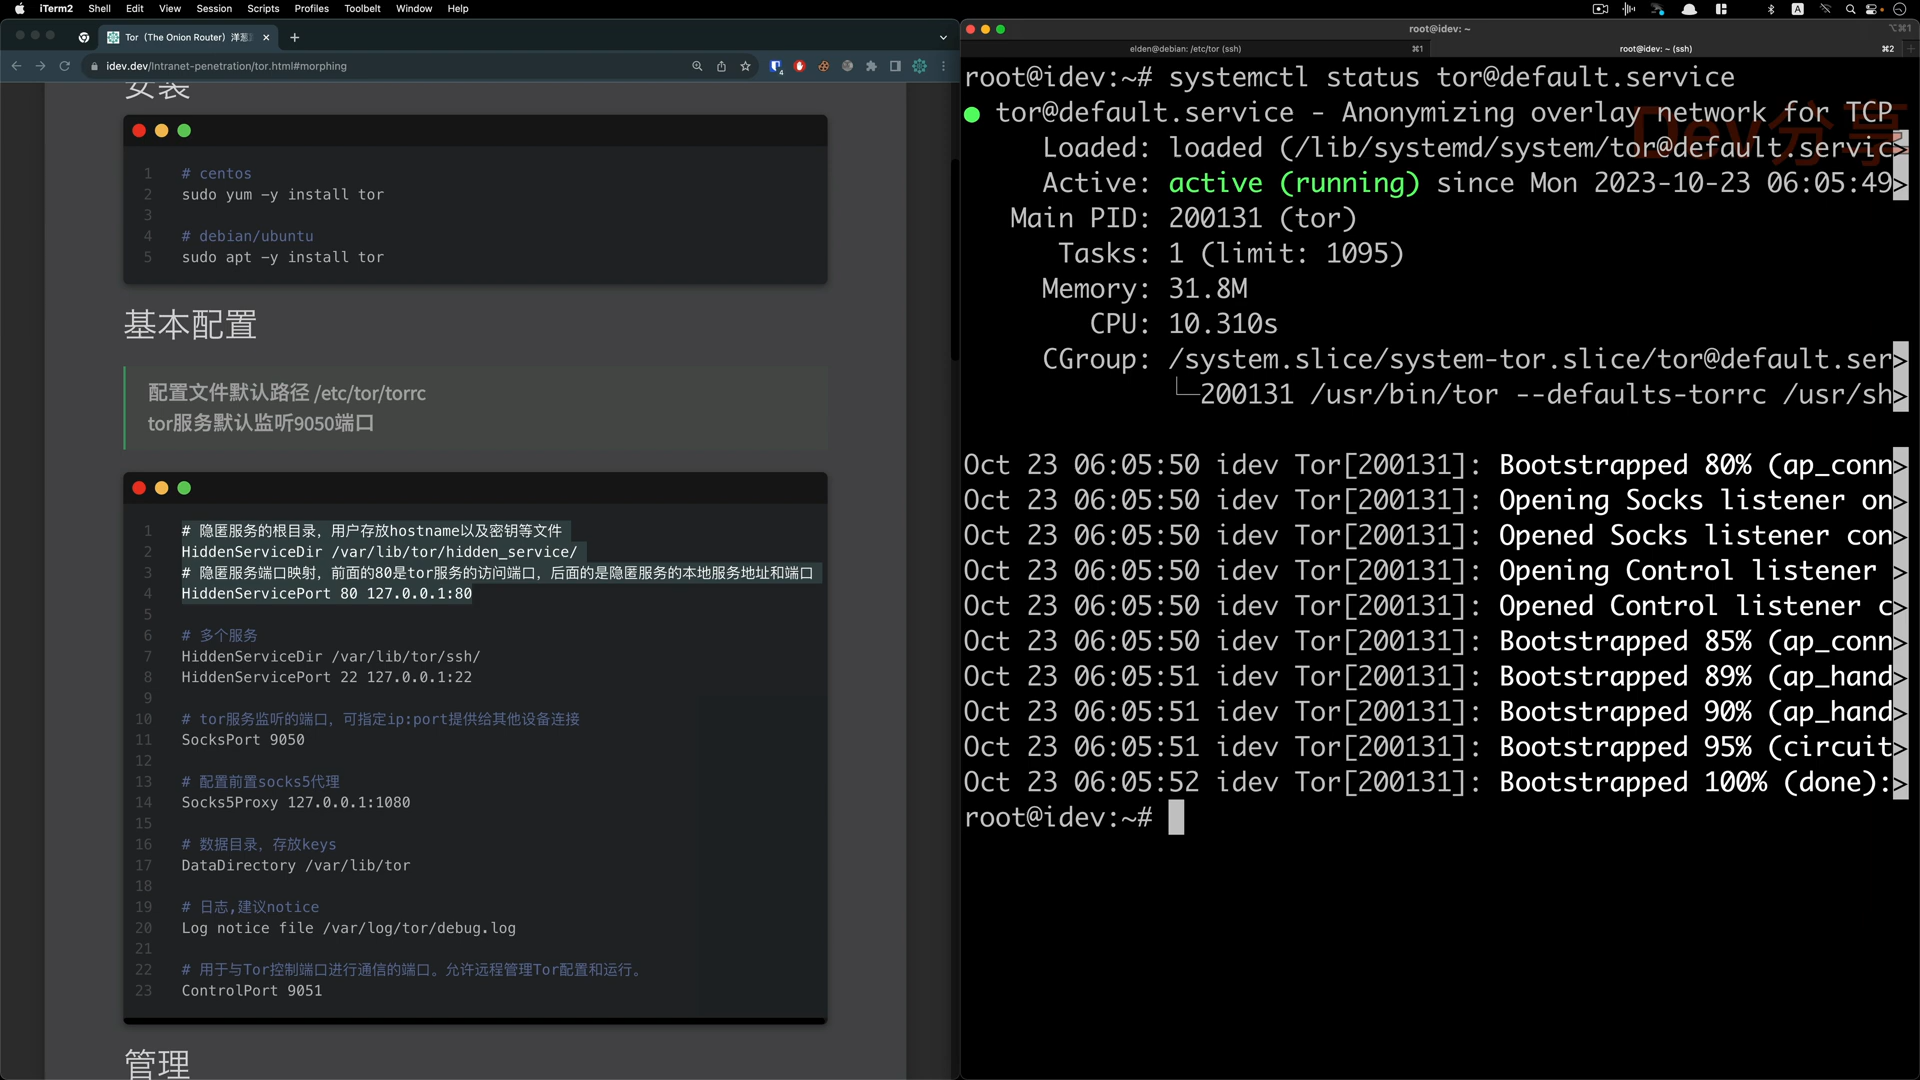 iTerm2 Shell Edit View Session Scripts Profiles Toolbelt Window Help
Tor（The Onion Router）洋葱
idev.dev/Intranet-penetration/tor.html#morphing
安装
1 # centos
2 sudo yum -y install tor
3
4 # debian/ubuntu
5 sudo apt -y install tor
基本配置
配置文件默认路径 /etc/tor/torrc
tor服务默认监听9050端口
1 # 隐匿服务的根目录，用户存放hostname以及密钥等文件
2 HiddenServiceDir /var/lib/tor/hidden_service/
3 # 隐匿服务端口映射，前面的80是tor服务的访问端口，后面的是隐匿服务的本地服务地址和端口
4 HiddenServicePort 80 127.0.0.1:80
5
6 # 多个服务
7 HiddenServiceDir /var/lib/tor/ssh/
8 HiddenServicePort 22 127.0.0.1:22
9
10 # tor服务监听的端口，可指定ip:port提供给其他设备连接
11 SocksPort 9050
12
13 # 配置前置socks5代理
14 Socks5Proxy 127.0.0.1:1080
15
16 # 数据目录，存放keys
17 DataDirectory /var/lib/tor
18
19 # 日志,建议notice
20 Log notice file /var/log/tor/debug.log
21
22 # 用于与Tor控制端口进行通信的端口。允许远程管理Tor配置和运行。
23 ControlPort 9051
管理
root@idev: ~
⌥⌘1
elden@debian: /etc/tor (ssh) ⌘1
root@idev: ~ (ssh) ⌘2
Dev分享
root@idev:~# systemctl status tor@default.service
● tor@default.service - Anonymizing overlay network for TCP
Loaded: loaded (/lib/systemd/system/tor@default.servic>
Active: active (running) since Mon 2023-10-23 06:05:49>
Main PID: 200131 (tor)
Tasks: 1 (limit: 1095)
Memory: 31.8M
CPU: 10.310s
CGroup: /system.slice/system-tor.slice/tor@default.ser>
└─200131 /usr/bin/tor --defaults-torrc /usr/sh>
Oct 23 06:05:50 idev Tor[200131]: Bootstrapped 80% (ap_conn>
Oct 23 06:05:50 idev Tor[200131]: Opening Socks listener on>
Oct 23 06:05:50 idev Tor[200131]: Opened Socks listener con>
Oct 23 06:05:50 idev Tor[200131]: Opening Control listener >
Oct 23 06:05:50 idev Tor[200131]: Opened Control listener c>
Oct 23 06:05:50 idev Tor[200131]: Bootstrapped 85% (ap_conn>
Oct 23 06:05:51 idev Tor[200131]: Bootstrapped 89% (ap_hand>
Oct 23 06:05:51 idev Tor[200131]: Bootstrapped 90% (ap_hand>
Oct 23 06:05:51 idev Tor[200131]: Bootstrapped 95% (circuit>
Oct 23 06:05:52 idev Tor[200131]: Bootstrapped 100% (done):>
root@idev:~#